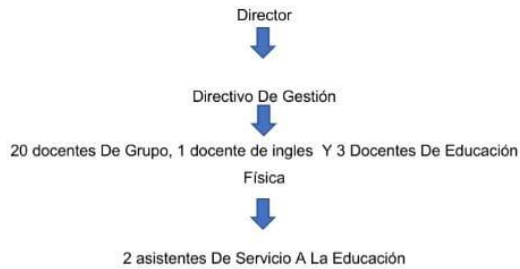 Director
Directivo De Gestión
20 docentes De Grupo, 1 docente de ingles Y 3 Docentes De Educación
Física
2 asistentes De Servicio A La Educación